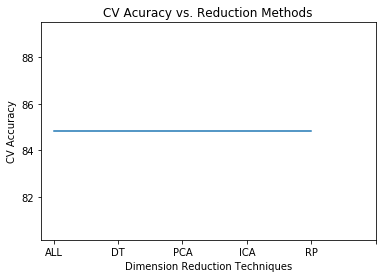 CV Acuracy vs. Reduction Methods
88
86
84
82
CV Accuracy
ALL DT PCA ICA RP
Dimension Reduction Techniques